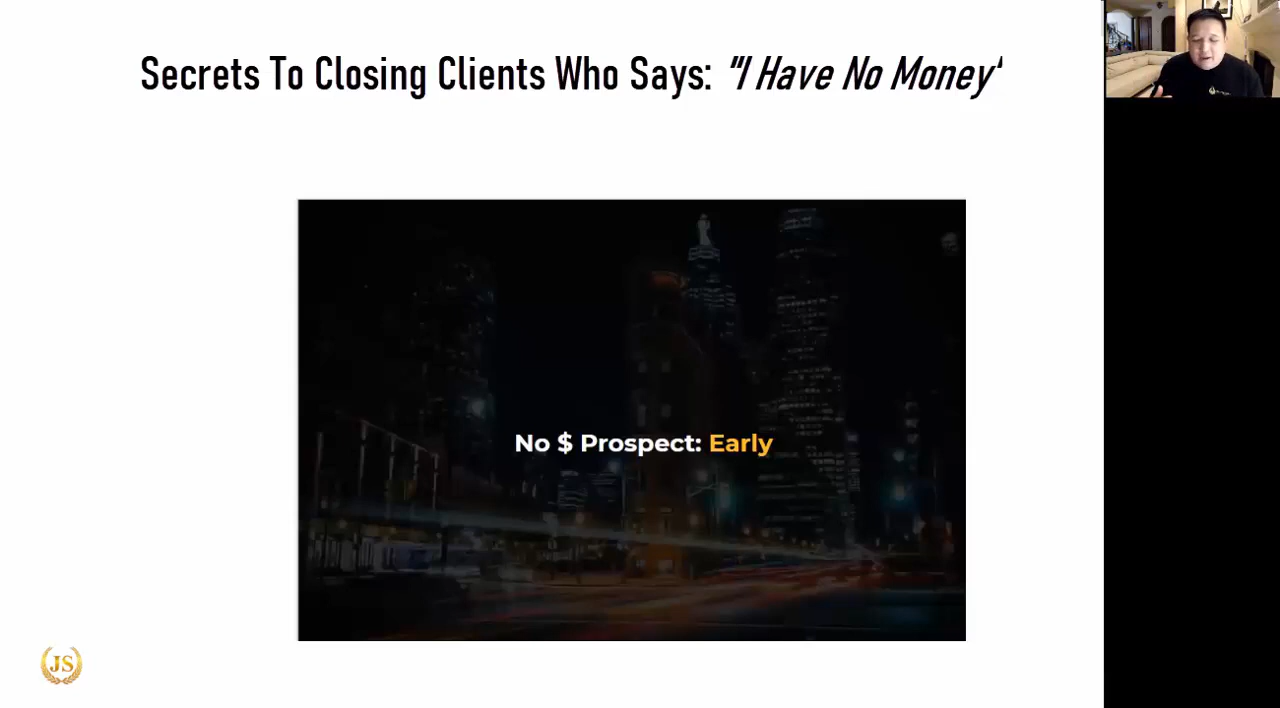 Secrets To Closing Clients Who Says: "I Have No Money'
No $ Prospect: Early
JS